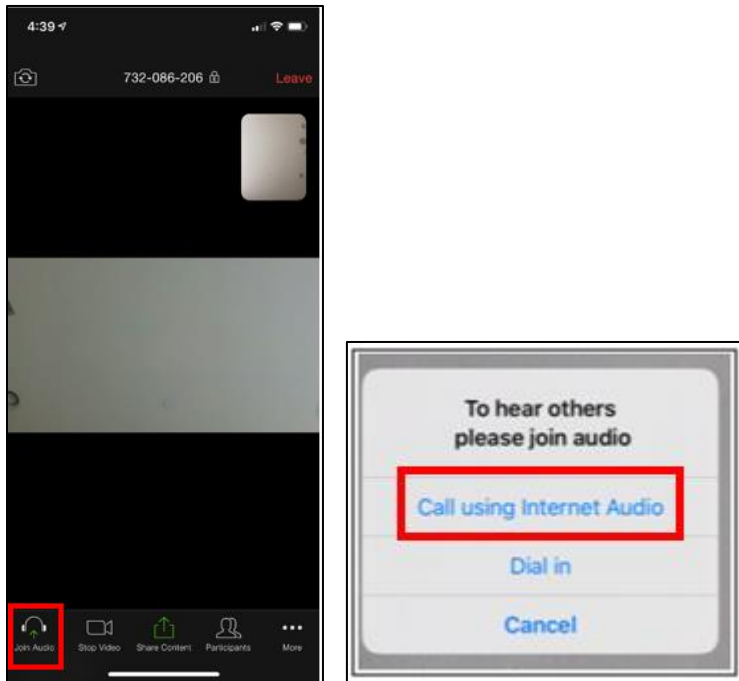 4:39
732-086-206
Leave
Join Audio
Stop Video
Share Content
Participants
More
To hear others
please join audio
Call using Internet Audio
Dial in
Cancel